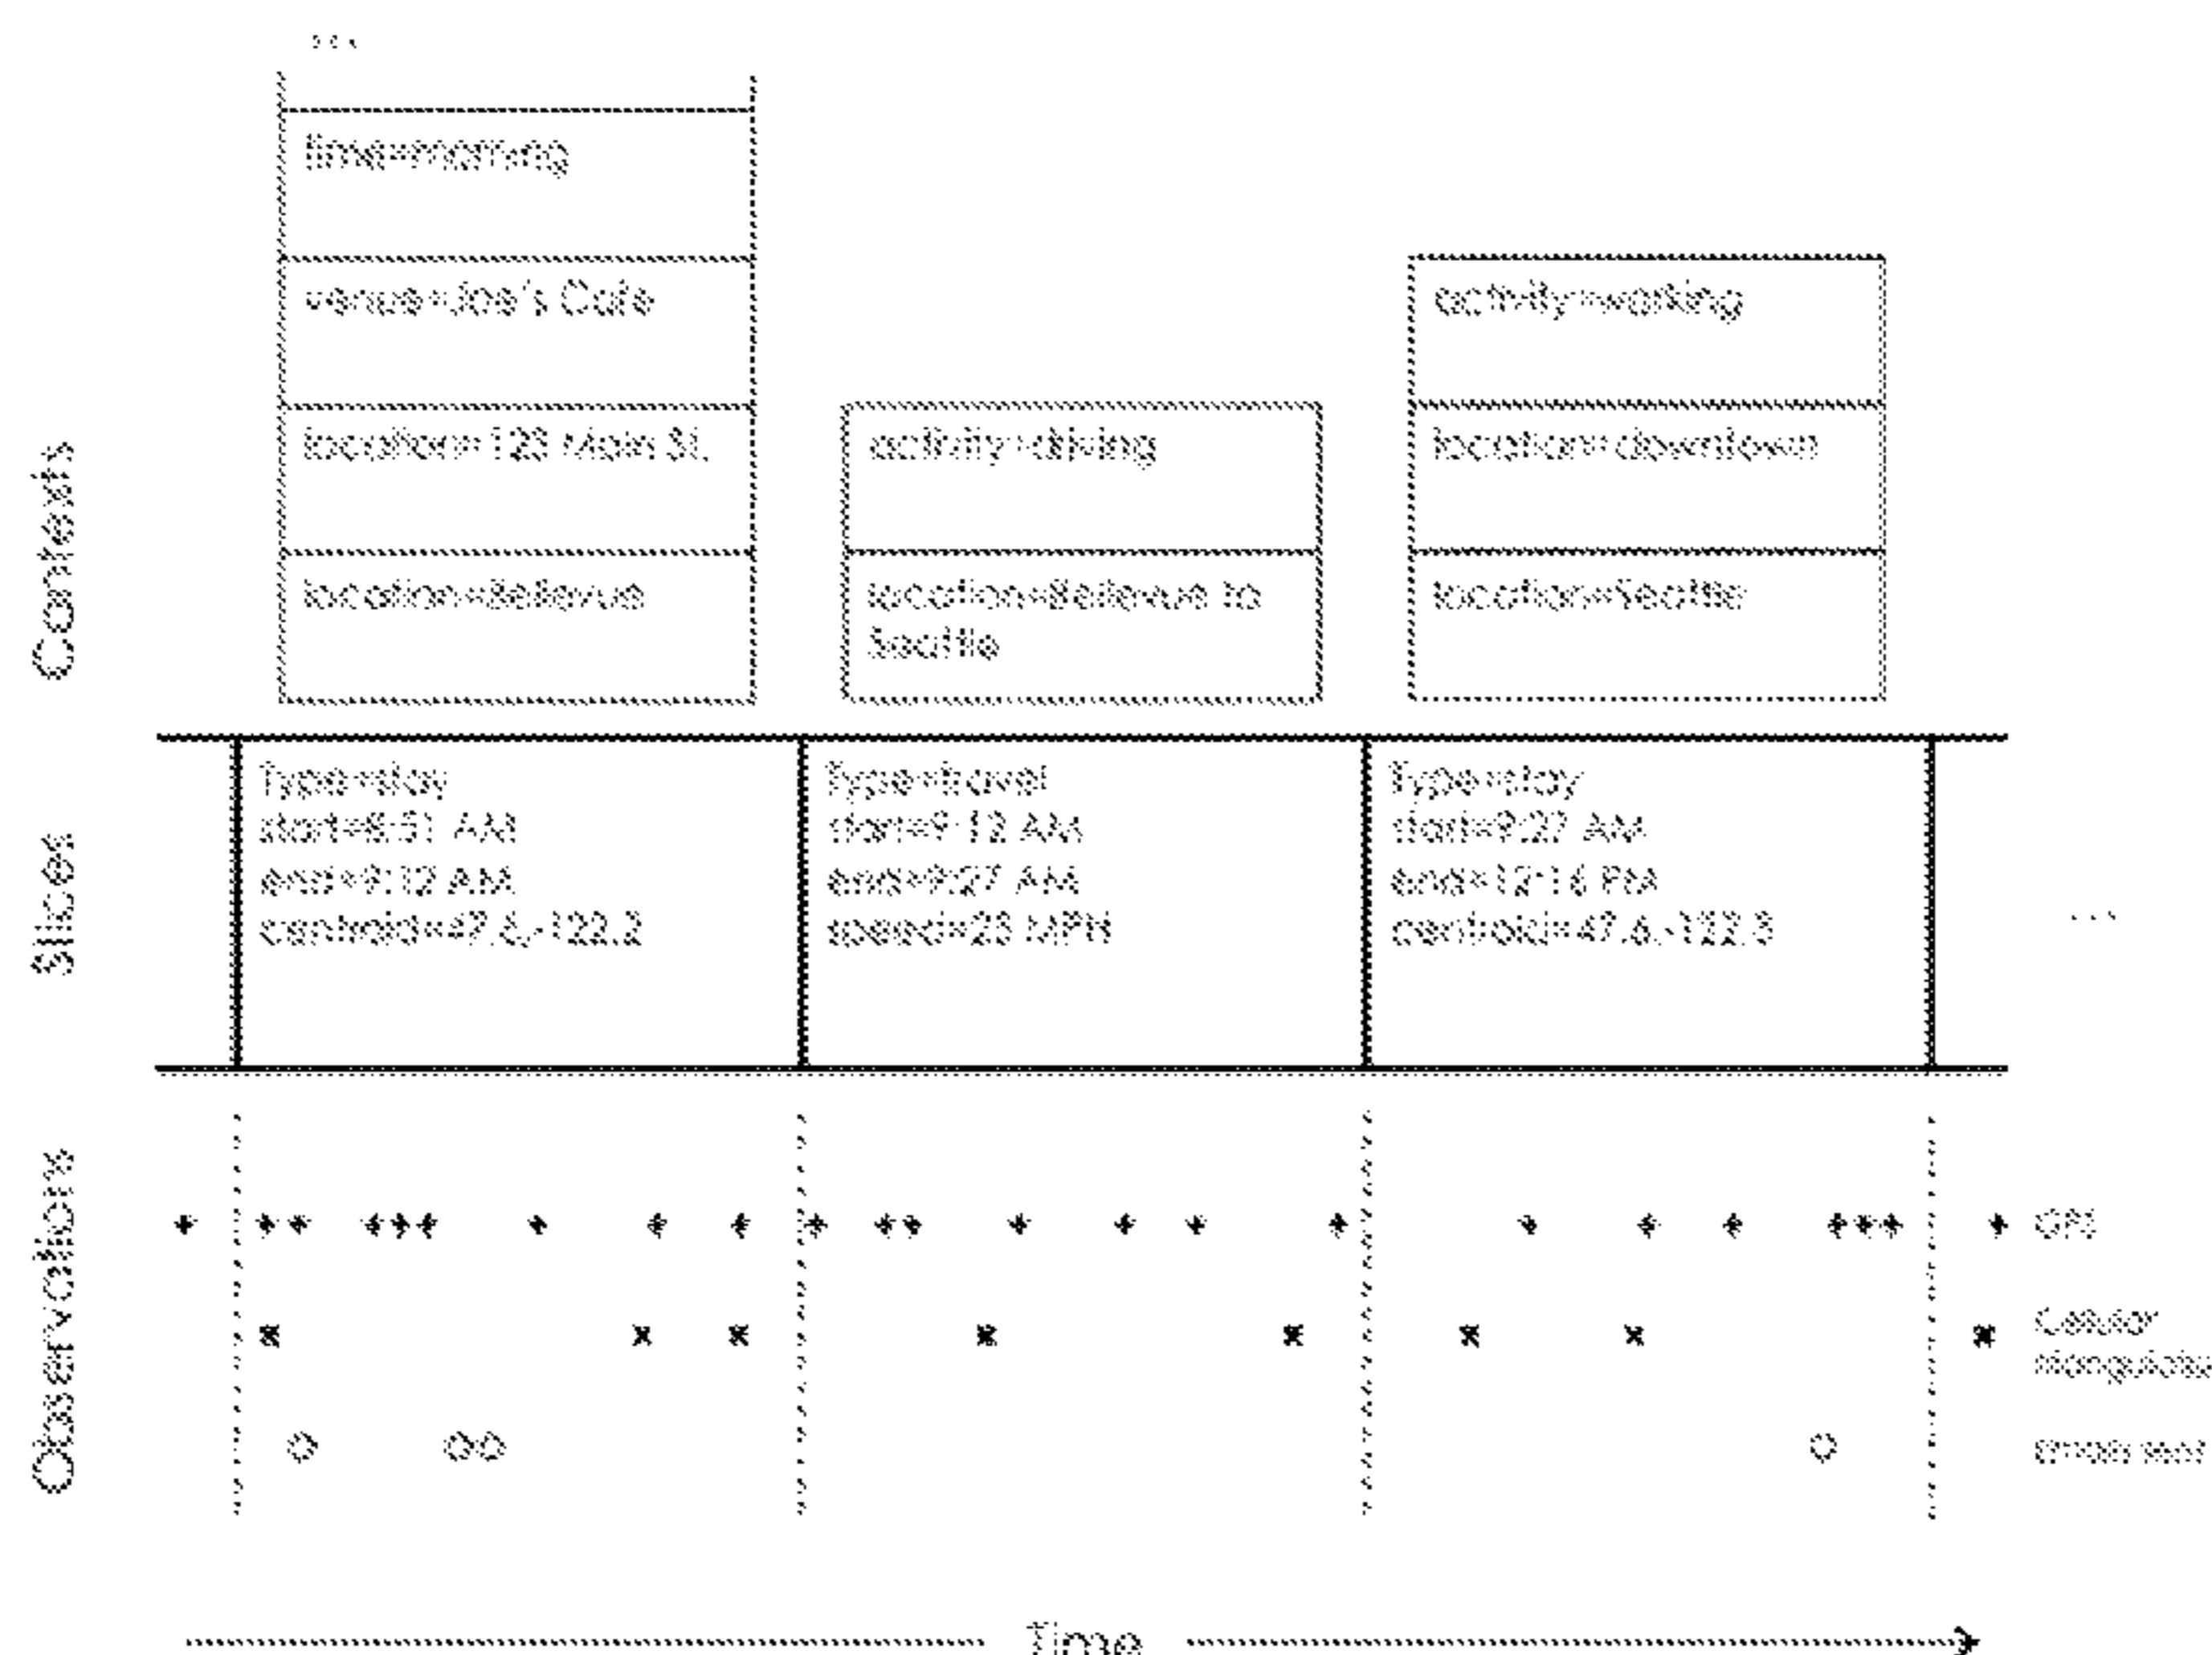 ...
time=morning
venue=Joe's Cafe
location=123 Main St.
location=Bellevue
activity=driving
location=Bellevue to
Seattle
activity=working
location=downtown
location=Seattle
Contexts
Type=stay
start=8:51 AM
end=9:12 AM
centroid=47.6,-122.2
Type=travel
start=9:12 AM
end=9:27 AM
speed=23 MPH
Type=stay
start=9:27 AM
end=12:16 PM
centroid=47.6,-122.3
...
Slices
Observations
GPS
Cellular
Time